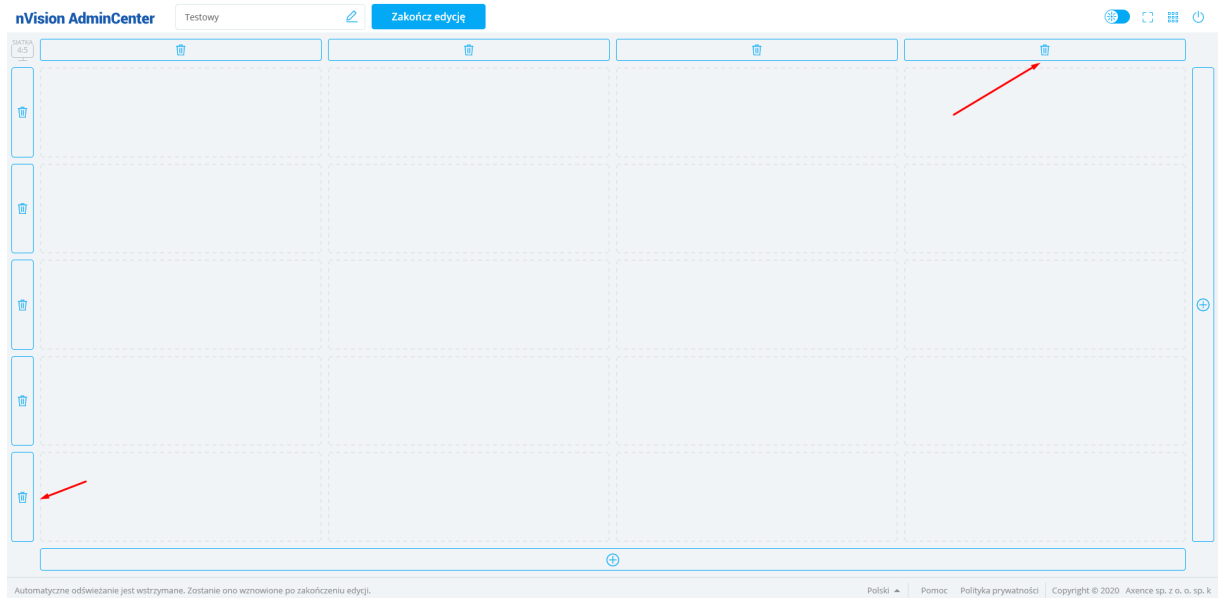 nVision AdminCenter
Testowy
Zakończ edycję
SIATKA
4:5
Automatyczne odświeżanie jest wstrzymane. Zostanie ono wznowione po zakończeniu edycji.
Polski
Pomoc
Polityka prywatności
Copyright © 2020 Axence sp. z o. o. sp. k